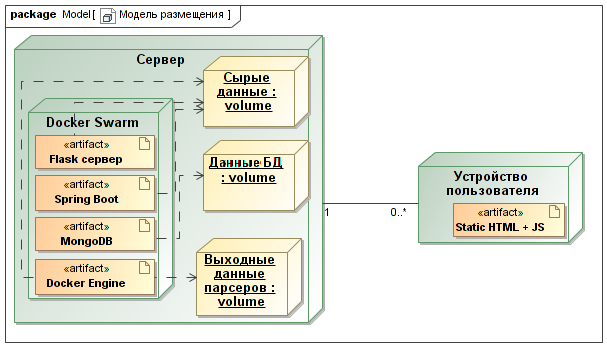 package Model[ Модель размещения ]
Сервер
Сырые
данные :
volume
Docker Swarm
«artifact»
Flask сервер
«artifact»
Spring Boot
«artifact»
MongoDB
«artifact»
Docker Engine
Данные БД
: volume
Выходные
данные
парсеров :
volume
1
0..*
Устройство
пользователя
«artifact»
Static HTML + JS